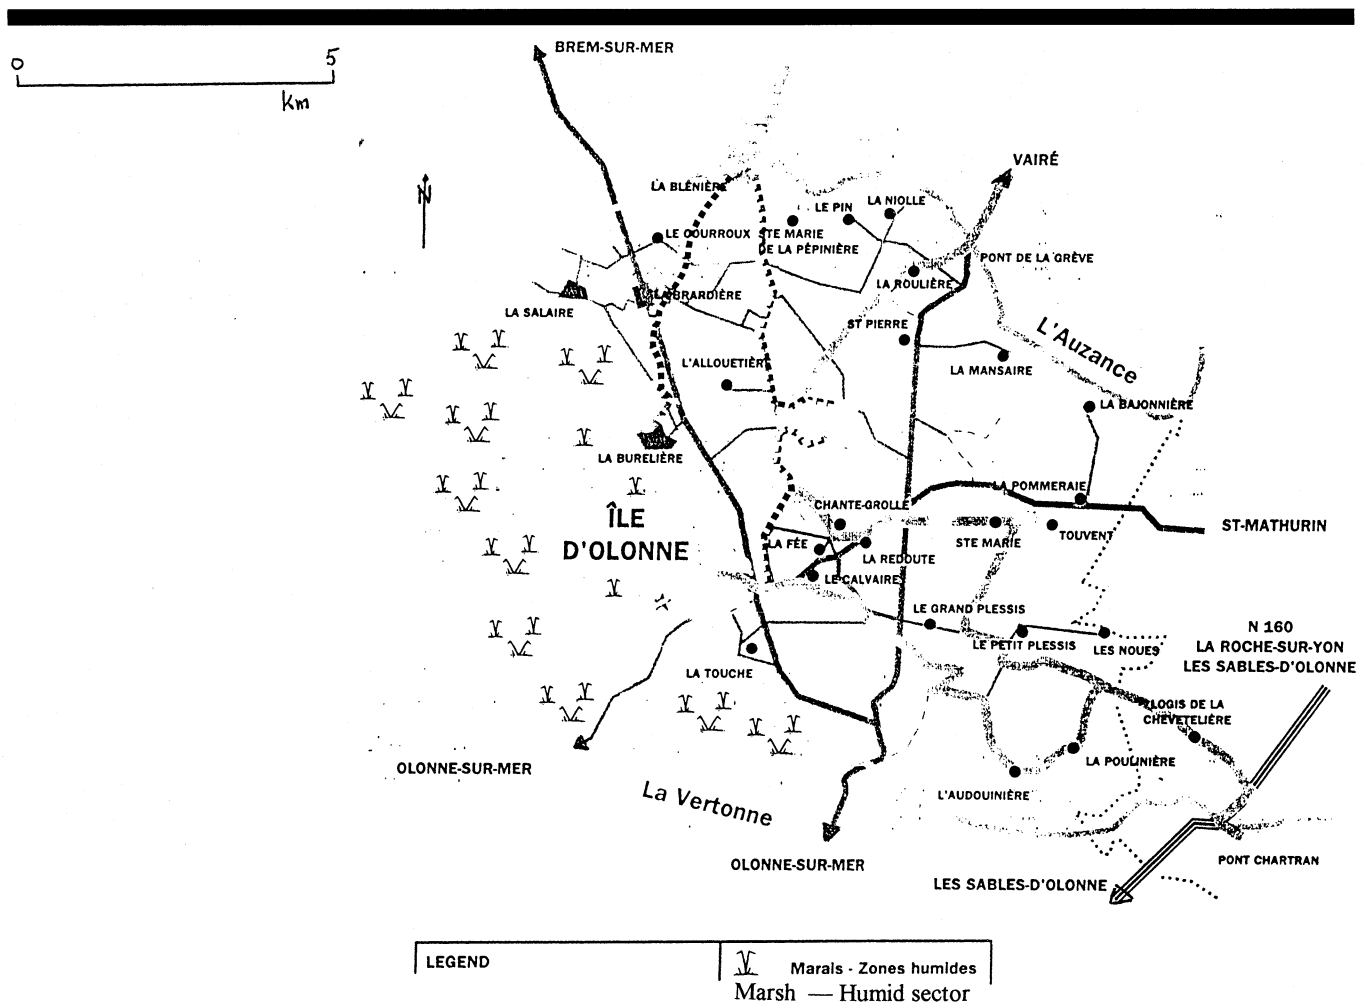 BREM-SUR-MER
0 5
km
VAIRÉ
N
LA BLÉNIÈRE
LE PIN
LA NIOLLE
LE COURROUX
STE MARIE
DE LA PÉPINIÈRE
PONT DE LA GRÈVE
LA ROULIÈRE
LA BRARDIÈRE
LA SALAIRE
ST PIERRE
L'Auzance
L'ALLOUETIÈRE
LA MANSAIRE
LA BAJONNIÈRE
LA BURELIÈRE
LA POMMERAIE
CHANTE-GROLLE
ÎLE
D'OLONNE
ST-MATHURIN
LA FÉE
LA REDOUTE
STE MARIE
TOUVENT
LE CALVAIRE
LE GRAND PLESSIS
LE PETIT PLESSIS
LES NOUES
N 160
LA ROCHE-SUR-YON
LES SABLES-D'OLONNE
LA TOUCHE
LOGIS DE LA
CHEVETELIÈRE
OLONNE-SUR-MER
LA POULINIÈRE
L'AUDOUINIÈRE
La Vertonne
OLONNE-SUR-MER
PONT CHARTRAN
LES SABLES-D'OLONNE
LEGEND
Marais - Zones humides
Marsh — Humid sector